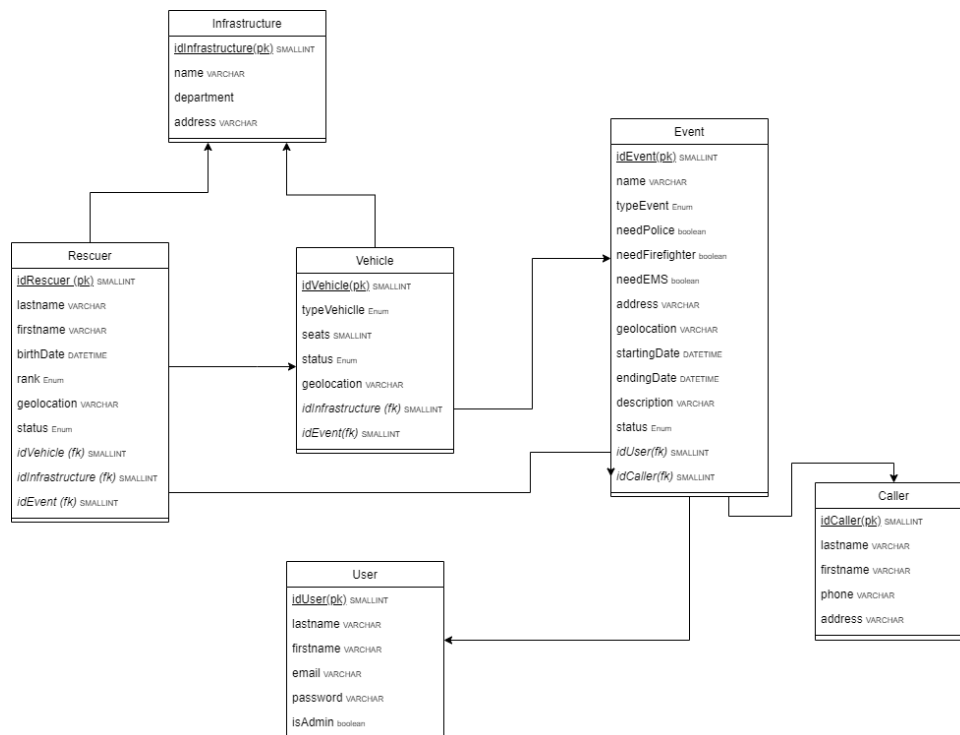 Infrastructure
idInfrastructure(pk) SMALLINT
name VARCHAR
department
address VARCHAR
Event
idEvent(pk) SMALLINT
name VARCHAR
typeEvent Enum
needPolice boolean
needFirefighter boolean
needEMS boolean
address VARCHAR
geolocation VARCHAR
startingDate DATETIME
endingDate DATETIME
description VARCHAR
status Enum
idUser(fk) SMALLINT
idCaller(fk) SMALLINT
Rescuer
idRescuer (pk) SMALLINT
lastname VARCHAR
firstname VARCHAR
birthDate DATETIME
rank Enum
geolocation VARCHAR
status Enum
idVehicle (fk) SMALLINT
idInfrastructure (fk) SMALLINT
idEvent (fk) SMALLINT
Vehicle
idVehicle(pk) SMALLINT
typeVehiclle Enum
seats SMALLINT
status Enum
geolocation VARCHAR
idInfrastructure (fk) SMALLINT
idEvent(fk) SMALLINT
Caller
idCaller(pk) SMALLINT
lastname VARCHAR
firstname VARCHAR
phone VARCHAR
address VARCHAR
User
idUser(pk) SMALLINT
lastname VARCHAR
firstname VARCHAR
email VARCHAR
password VARCHAR
isAdmin boolean